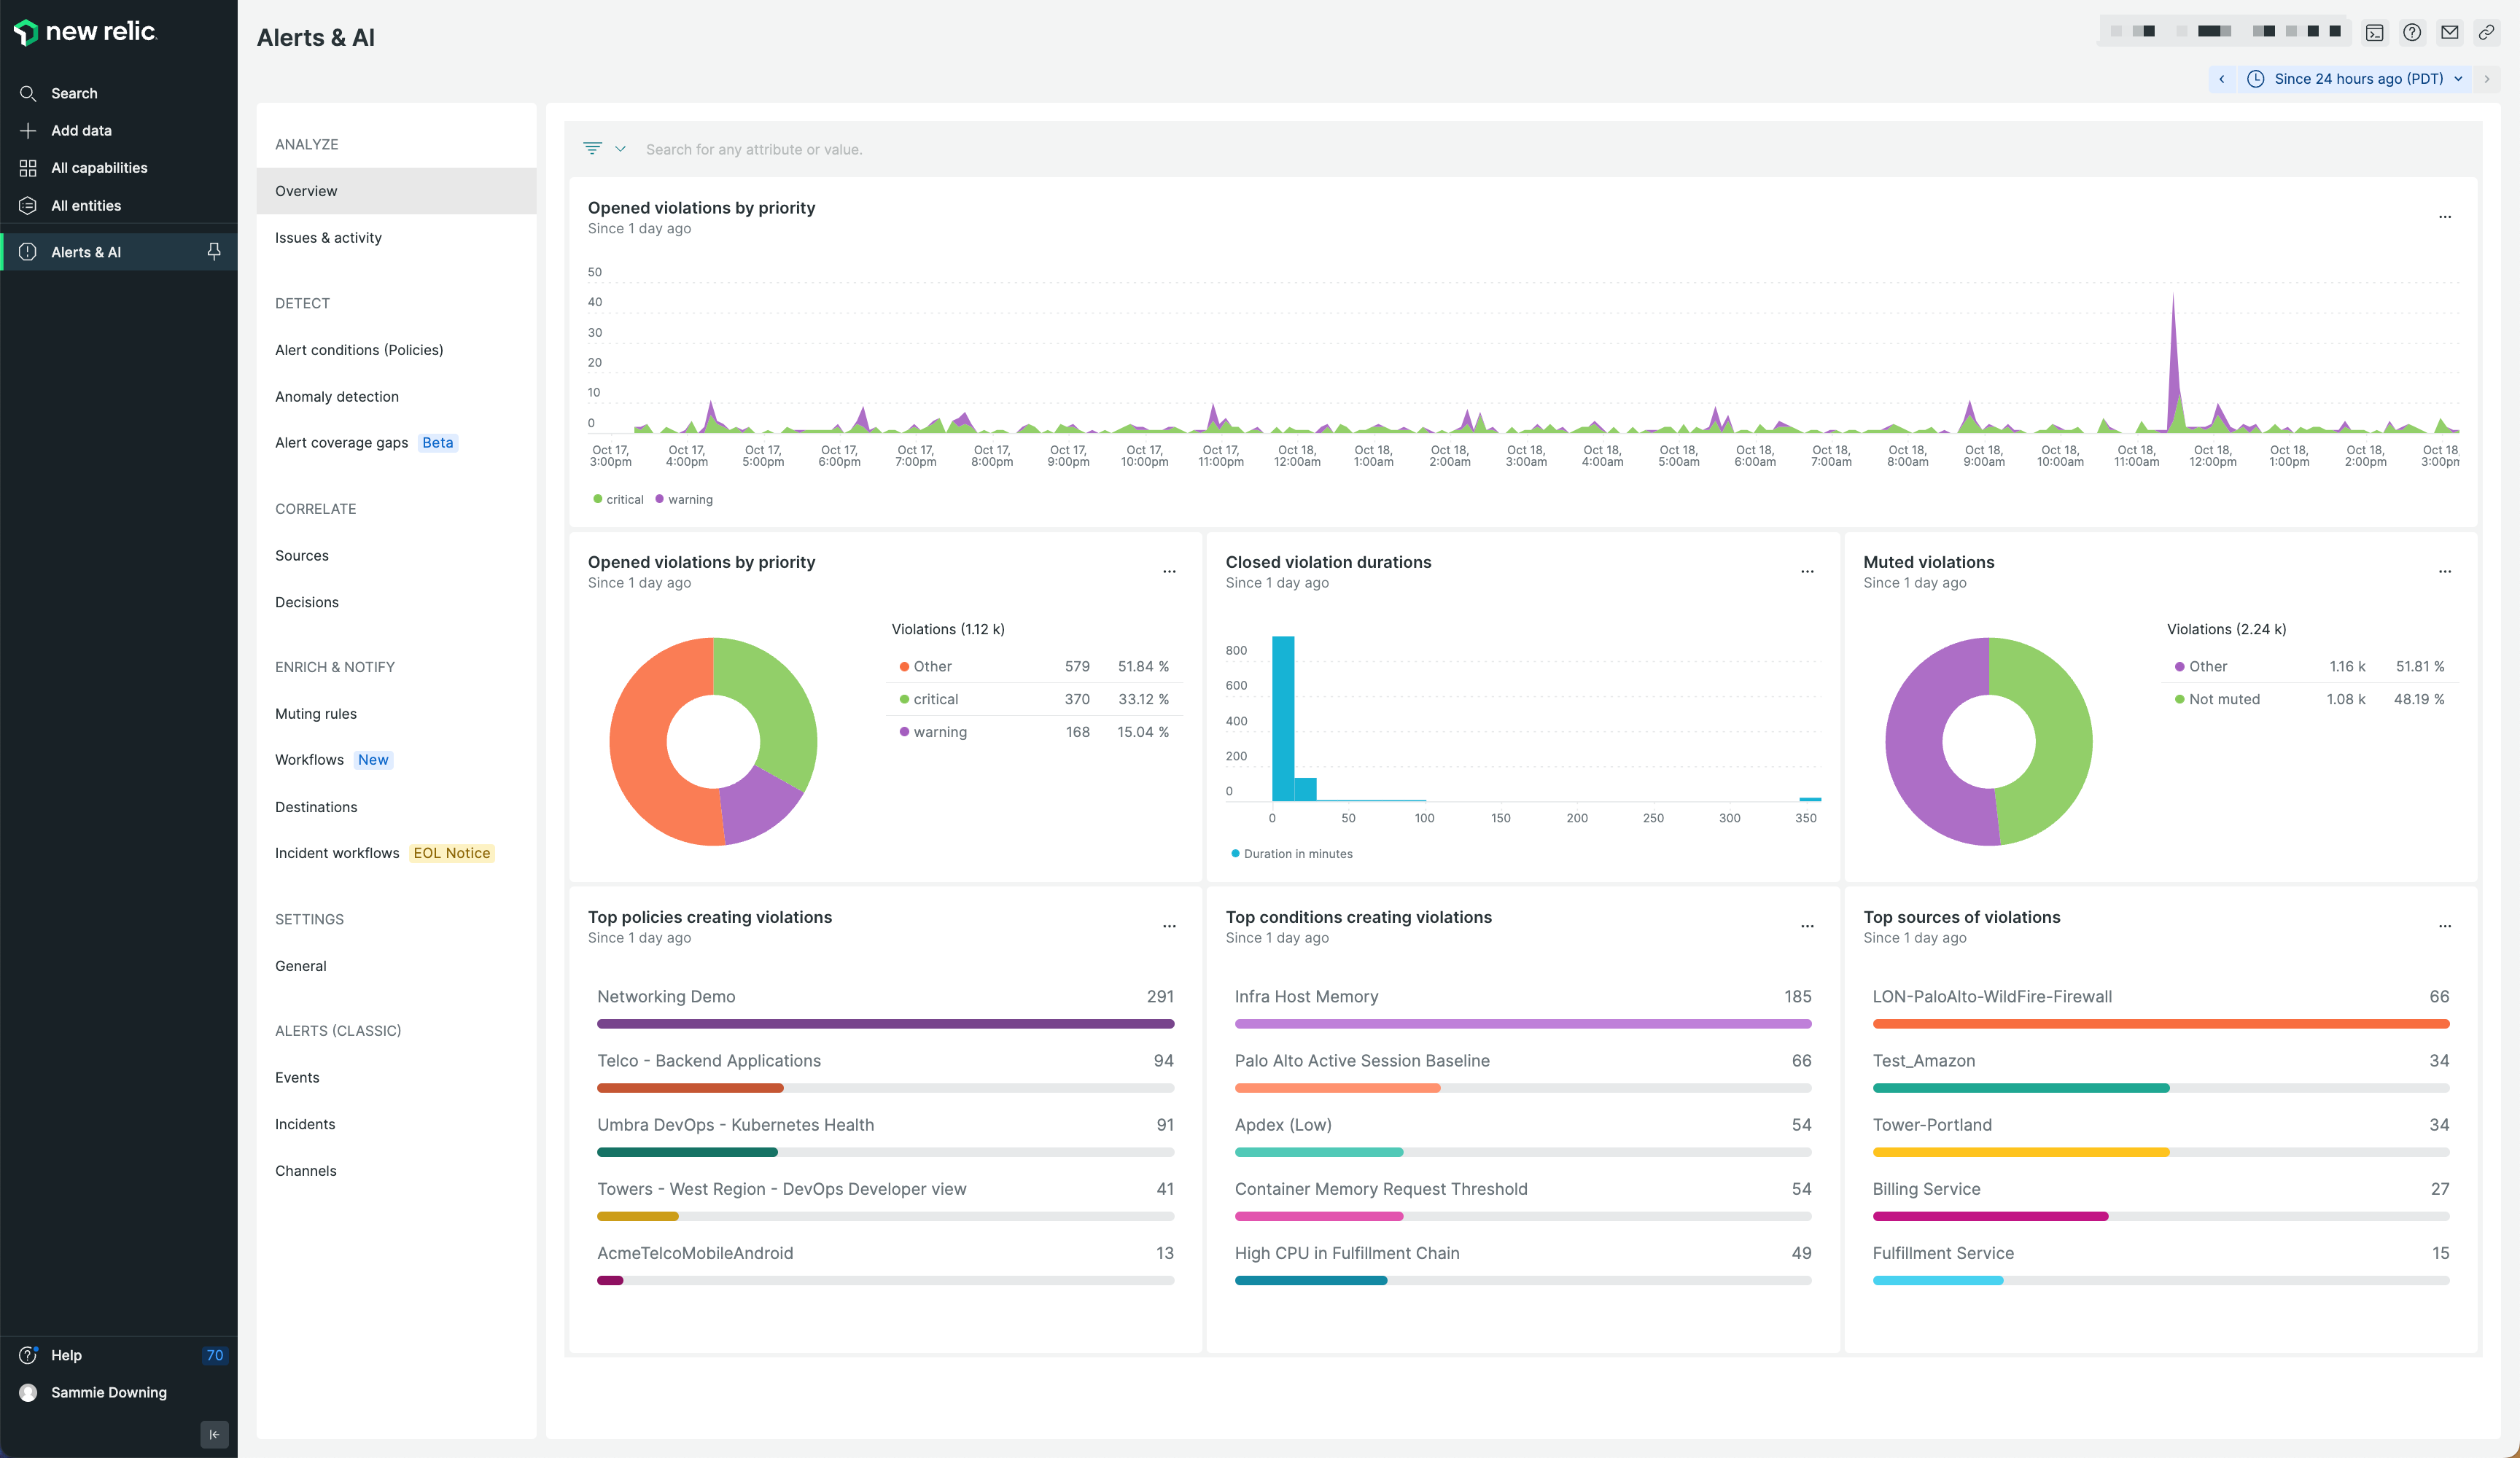 new relic.
Search
Add data
All capabilities
All entities
Alerts & AI
Help
70
Sammie Downing
Alerts & AI
Since 24 hours ago (PDT)
ANALYZE
Overview
Issues & activity
DETECT
Alert conditions (Policies)
Anomaly detection
Alert coverage gaps Beta
CORRELATE
Sources
Decisions
ENRICH & NOTIFY
Muting rules
Workflows New
Destinations
Incident workflows EOL Notice
SETTINGS
General
ALERTS (CLASSIC)
Events
Incidents
Channels
Search for any attribute or value.
Opened violations by priority
Since 1 day ago
50
40
30
20
10
0
Oct 17, 3:00pm
Oct 17, 4:00pm
Oct 17, 5:00pm
Oct 17, 6:00pm
Oct 17, 7:00pm
Oct 17, 8:00pm
Oct 17, 9:00pm
Oct 17, 10:00pm
Oct 17, 11:00pm
Oct 18, 12:00am
Oct 18, 1:00am
Oct 18, 2:00am
Oct 18, 3:00am
Oct 18, 4:00am
Oct 18, 5:00am
Oct 18, 6:00am
Oct 18, 7:00am
Oct 18, 8:00am
Oct 18, 9:00am
Oct 18, 10:00am
Oct 18, 11:00am
Oct 18, 12:00pm
Oct 18, 1:00pm
Oct 18, 2:00pm
Oct 18 3:00pm
critical warning
Opened violations by priority
Since 1 day ago
Violations (1.12 k)
Other 579 51.84 %
critical 370 33.12 %
warning 168 15.04 %
Closed violation durations
Since 1 day ago
800
600
400
200
0
0 50 100 150 200 250 300 350
Duration in minutes
Muted violations
Since 1 day ago
Violations (2.24 k)
Other 1.16 k 51.81 %
Not muted 1.08 k 48.19 %
Top policies creating violations
Since 1 day ago
Networking Demo 291
Telco - Backend Applications 94
Umbra DevOps - Kubernetes Health 91
Towers - West Region - DevOps Developer view 41
AcmeTelcoMobileAndroid 13
Top conditions creating violations
Since 1 day ago
Infra Host Memory 185
Palo Alto Active Session Baseline 66
Apdex (Low) 54
Container Memory Request Threshold 54
High CPU in Fulfillment Chain 49
Top sources of violations
Since 1 day ago
LON-PaloAlto-WildFire-Firewall 66
Test_Amazon 34
Tower-Portland 34
Billing Service 27
Fulfillment Service 15